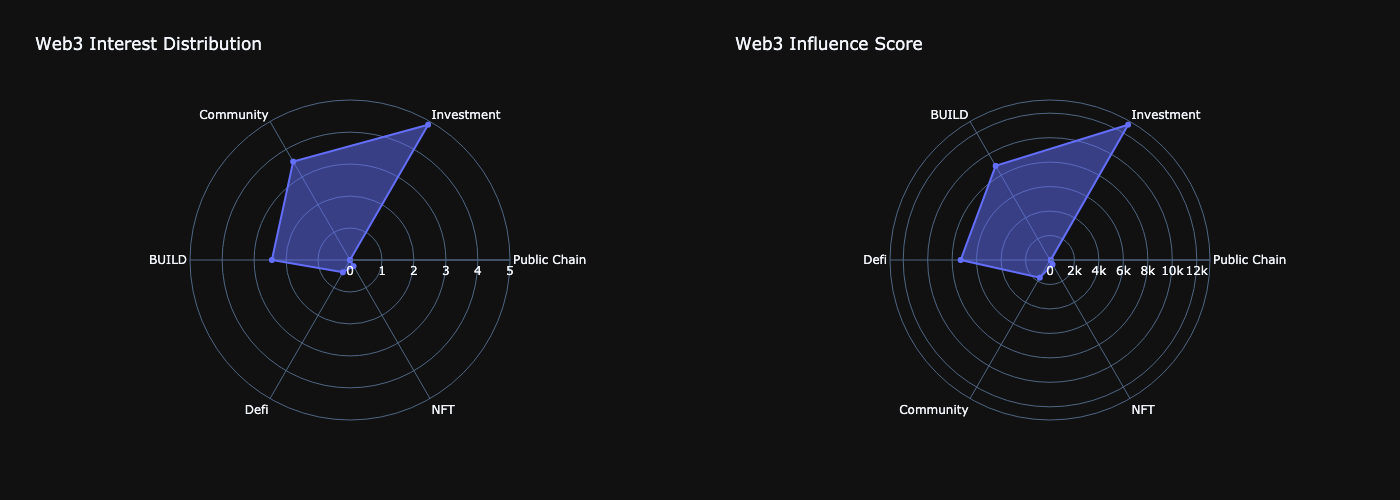 Web3 Interest Distribution
Community
Investment
BUILD
0
1
2
3
4
5
Public Chain
Defi
NFT
Web3 Influence Score
BUILD
Investment
Defi
0
2k
4k
6k
8k
10k
12k
Public Chain
Community
NFT